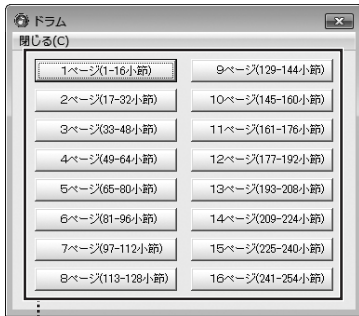 ドラム
閉じる(C)
1ページ(1-16小節)
2ページ(17-32小節)
3ページ(33-48小節)
4ページ(49-64小節)
5ページ(65-80小節)
6ページ(81-96小節)
7ページ(97-112小節)
8ページ(113-128小節)
9ページ(129-144小節)
10ページ(145-160小節)
11ページ(161-176小節)
12ページ(177-192小節)
13ページ(193-208小節)
14ページ(209-224小節)
15ページ(225-240小節)
16ページ(241-254小節)